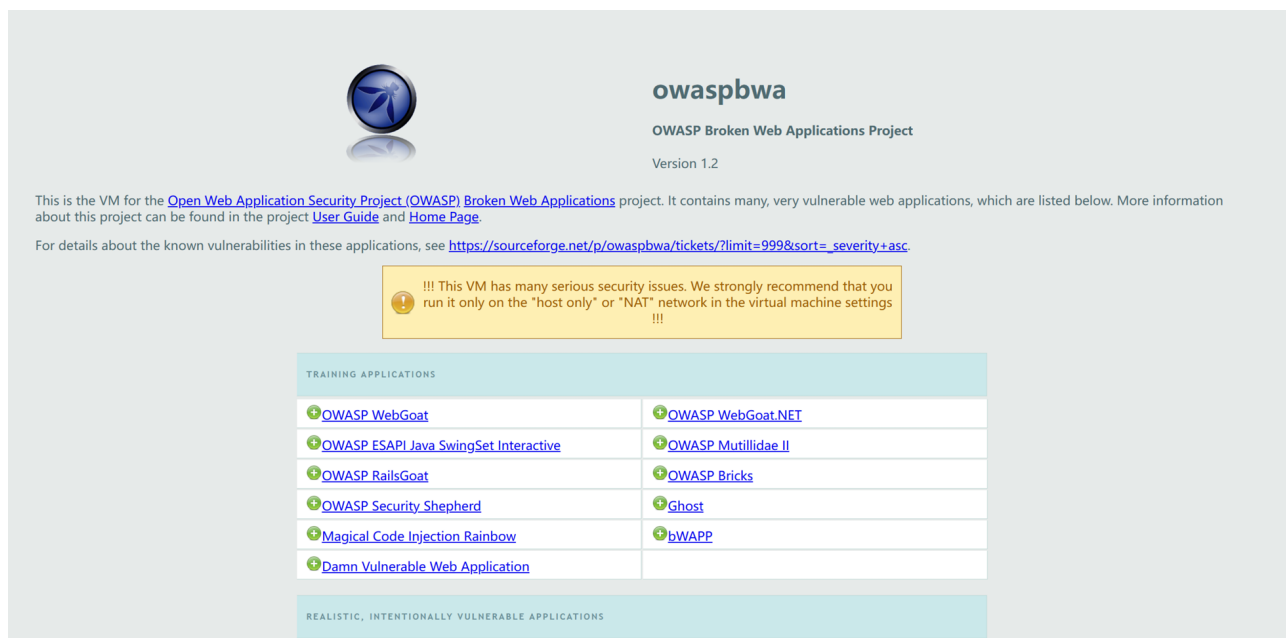 owaspbwa
OWASP Broken Web Applications Project
Version 1.2
This is the VM for the Open Web Application Security Project (OWASP) Broken Web Applications project. It contains many, very vulnerable web applications, which are listed below. More information
about this project can be found in the project User Guide and Home Page.
For details about the known vulnerabilities in these applications, see https://sourceforge.net/p/owaspbwa/tickets/?limit=999&sort=_severity+asc.
!!! This VM has many serious security issues. We strongly recommend that you
run it only on the "host only" or "NAT" network in the virtual machine settings
!!!
TRAINING APPLICATIONS
OWASP WebGoat
OWASP WebGoat.NET
OWASP ESAPI Java SwingSet Interactive
OWASP Mutillidae II
OWASP RailsGoat
OWASP Bricks
OWASP Security Shepherd
Ghost
Magical Code Injection Rainbow
bWAPP
Damn Vulnerable Web Application
REALISTIC, INTENTIONALLY VULNERABLE APPLICATIONS